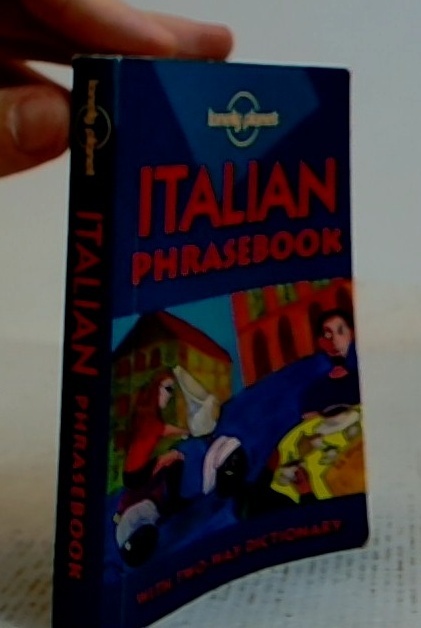 lonely planet
ITALIAN
PHRASEBOOK
WITH TWO-WAY DICTIONARY
lonely planet
ITALIAN PHRASEBOOK